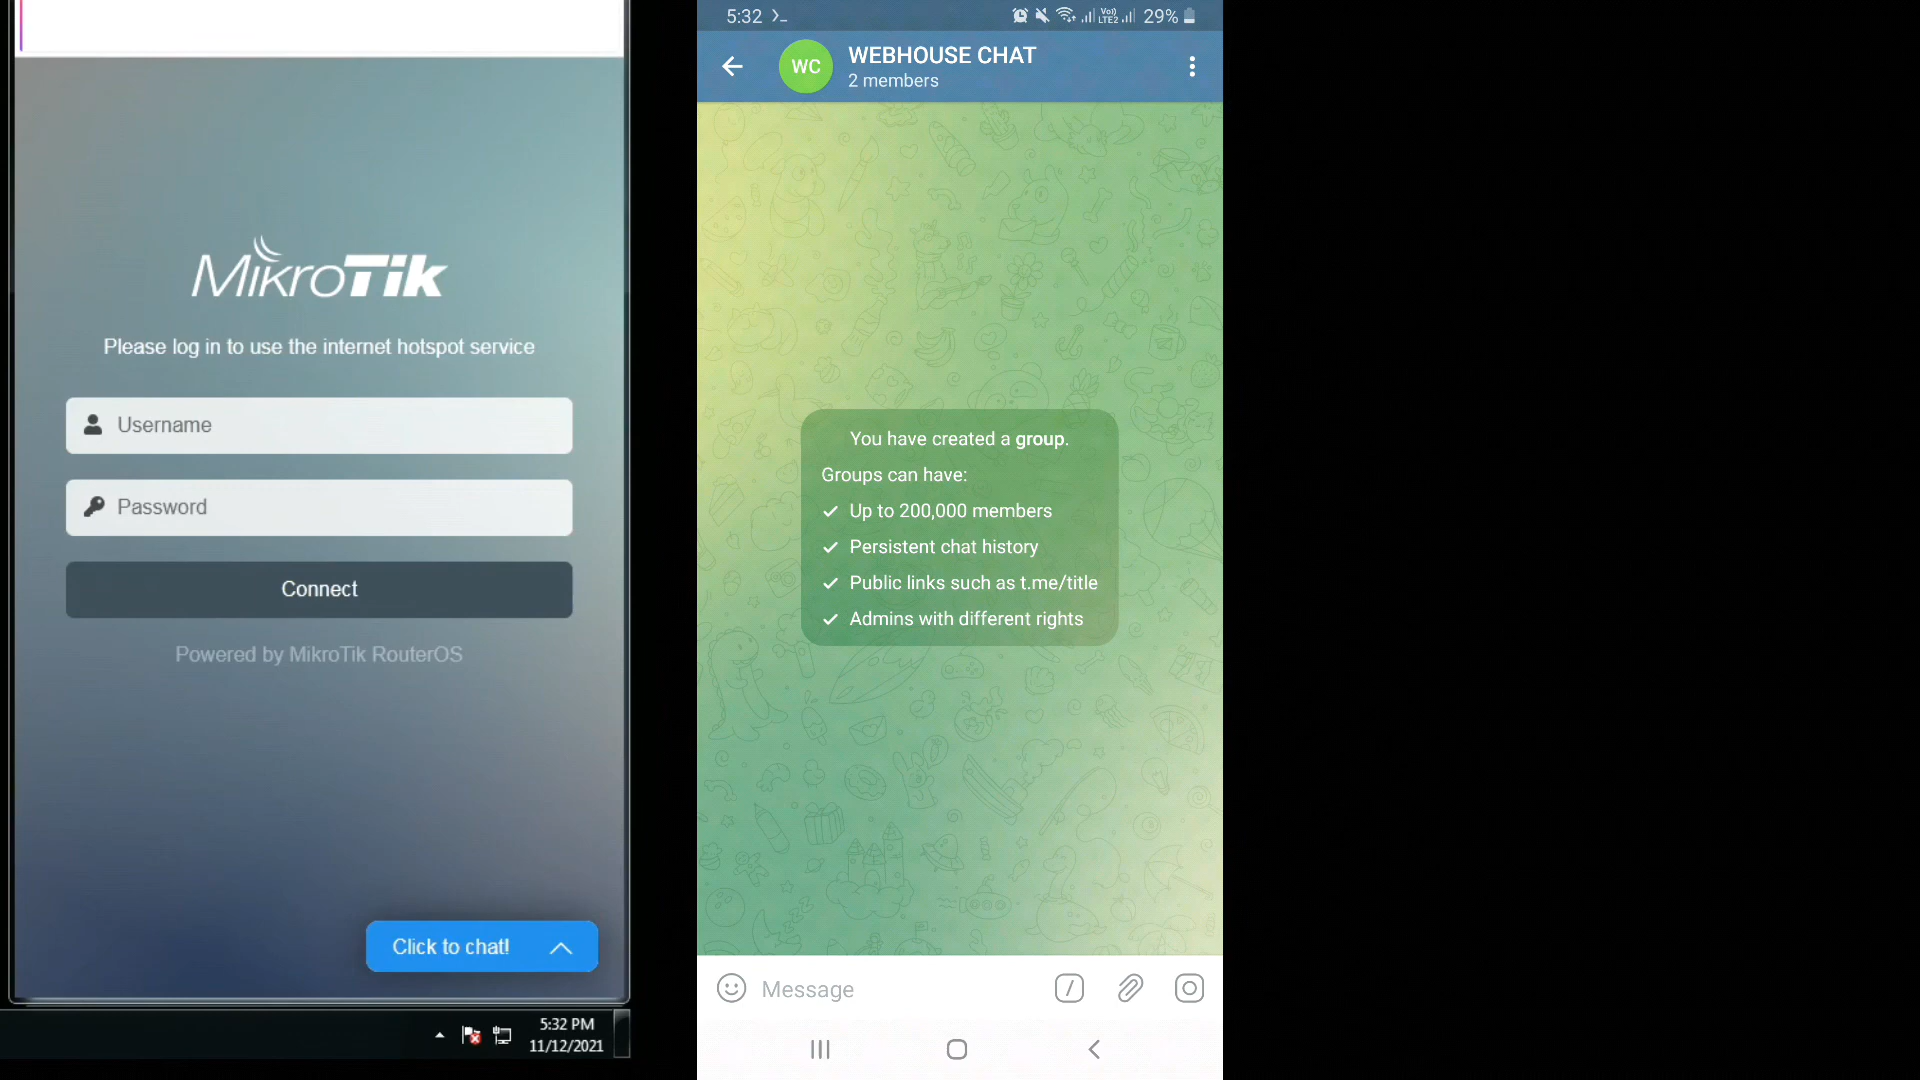 MikroTik
Please log in to use the internet hotspot service
Username
Password
Connect
Powered by MikroTik RouterOS
Click to chat!
5:32 PM
11/12/2021
5:32
Vo)) LTE2
29%
WC
WEBHOUSE CHAT
2 members
You have created a group.
Groups can have:
Up to 200,000 members
Persistent chat history
Public links such as t.me/title
Admins with different rights
Message